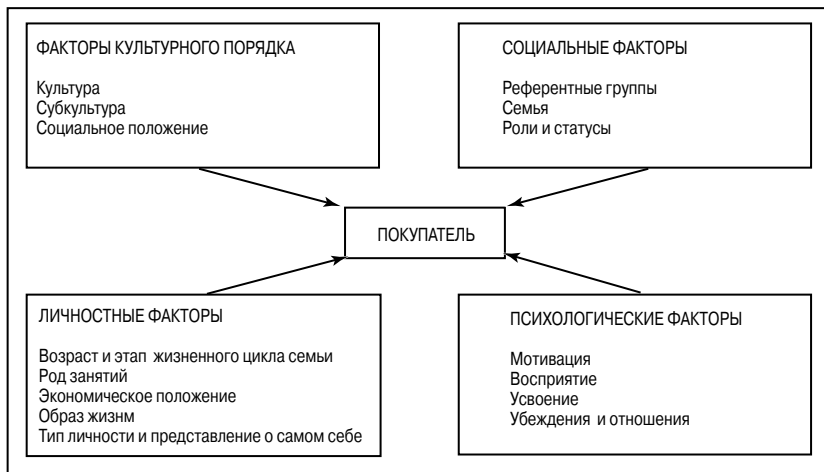 ФАКТОРЫ КУЛЬТУРНОГО ПОРЯДКА
Культура
Субкультура
Социальное положение
СОЦИАЛЬНЫЕ ФАКТОРЫ
Референтные группы
Семья
Роли и статусы
ПОКУПАТЕЛЬ
ЛИЧНОСТНЫЕ ФАКТОРЫ
Возраст и этап жизненного цикла семьи
Род занятий
Экономическое положение
Образ жизнм
Тип личности и представление о самом себе
ПСИХОЛОГИЧЕСКИЕ ФАКТОРЫ
Мотивация
Восприятие
Усвоение
Убеждения и отношения